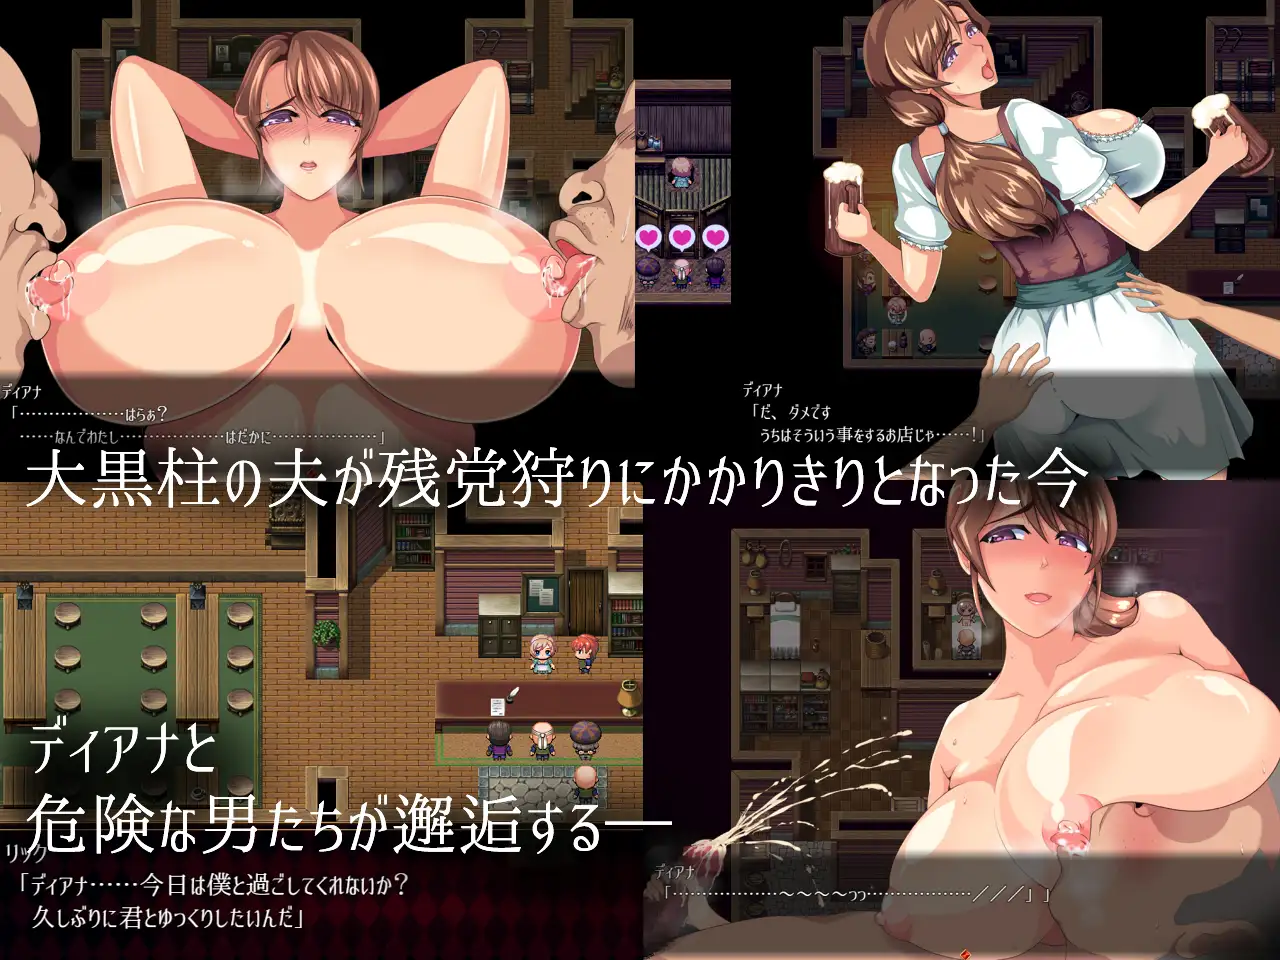 ディアナ
「………………はらぁ？
……なんでわたし………………はだかに………………」
ディアナ
「だ、ダメです
うちはそういう事をするお店じゃ……！」
大黒柱の夫が残党狩りにかかりきりとなった今
ディアナと
危険な男たちが邂逅する――
リック
「ディアナ……今日は僕と過ごしてくれないか？
久しぶりに君とゆっくりしたいんだ」
ディアナ
「………………～～～～っっ………………／／／」」